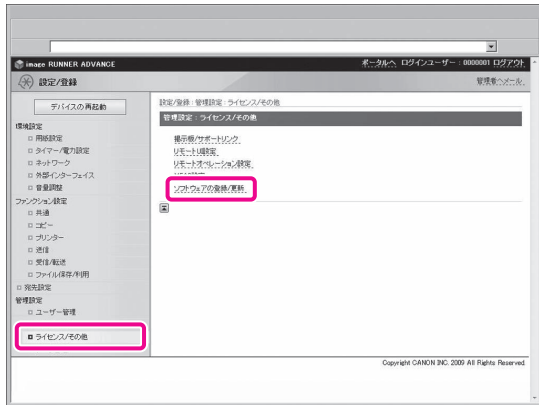 image RUNNER ADVANCE
ポータルへ ログインユーザー : 0000001 ログアウト
設定/登録
管理者へメール
デバイスの再起動
設定/登録 : 管理設定 : ライセンス/その他
管理設定 : ライセンス/その他
環境設定
用紙設定
タイマー/電力設定
ネットワーク
外部インターフェイス
音量調整
ファンクション設定
共通
コピー
プリンター
送信
受信/転送
ファイル保存/利用
宛先設定
管理設定
ユーザー管理
ライセンス/その他
掲示板/サポートリンク
リモートUI設定
リモートオペレーション設定
ソフトウェアの登録/更新
Copyright CANON INC. 2009 All Rights Reserved